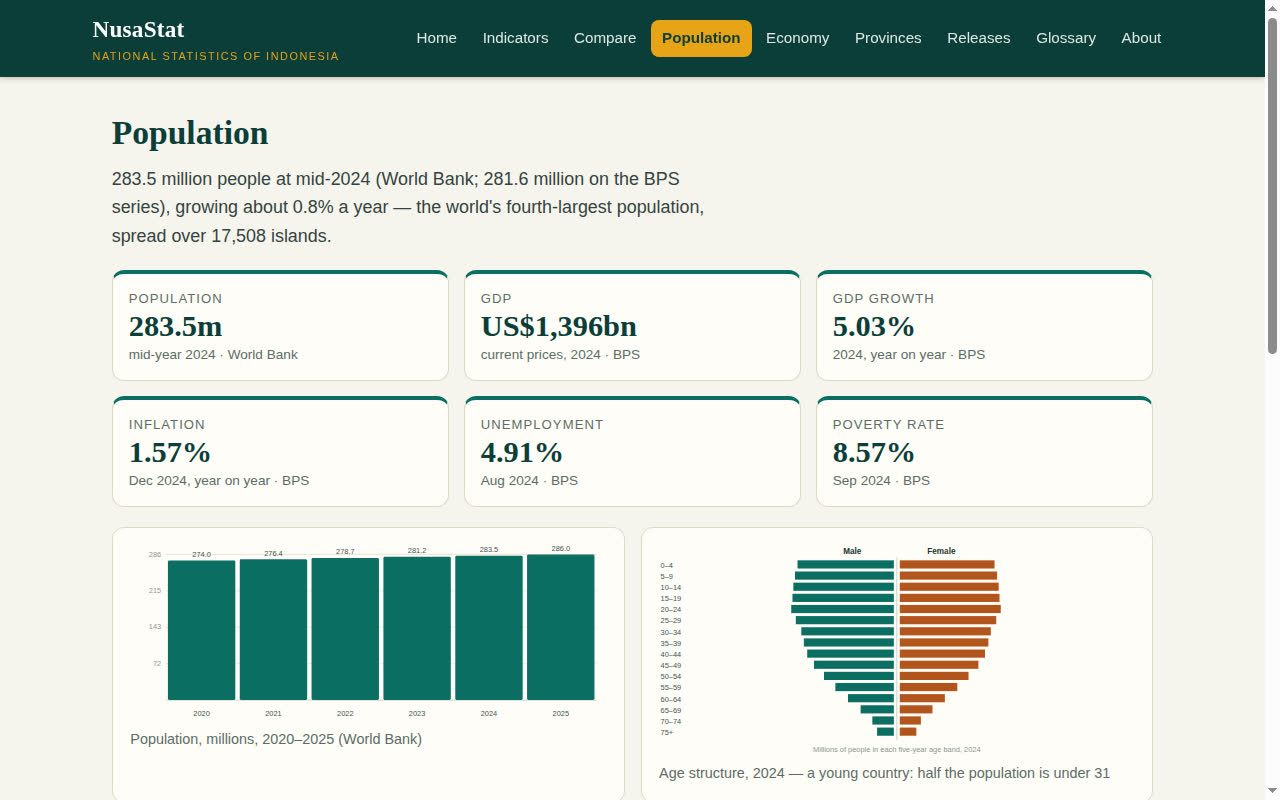 NusaStat
NATIONAL STATISTICS OF INDONESIA
Home Indicators Compare Population Economy Provinces Releases Glossary About
Population
283.5 million people at mid-2024 (World Bank; 281.6 million on the BPS
series), growing about 0.8% a year — the world's fourth-largest population,
spread over 17,508 islands.
POPULATION
283.5m
mid-year 2024 · World Bank
GDP
US$1,396bn
current prices, 2024 · BPS
GDP GROWTH
5.03%
2024, year on year · BPS
INFLATION
1.57%
Dec 2024, year on year · BPS
UNEMPLOYMENT
4.91%
Aug 2024 · BPS
POVERTY RATE
8.57%
Sep 2024 · BPS
286
215
143
72
274.0 276.4 278.7 281.2 283.5 286.0
2020 2021 2022 2023 2024 2025
Population, millions, 2020–2025 (World Bank)
Male Female
0–4
5–9
10–14
15–19
20–24
25–29
30–34
35–39
40–44
45–49
50–54
55–59
60–64
65–69
70–74
75+
Millions of people in each five-year age band, 2024
Age structure, 2024 — a young country: half the population is under 31